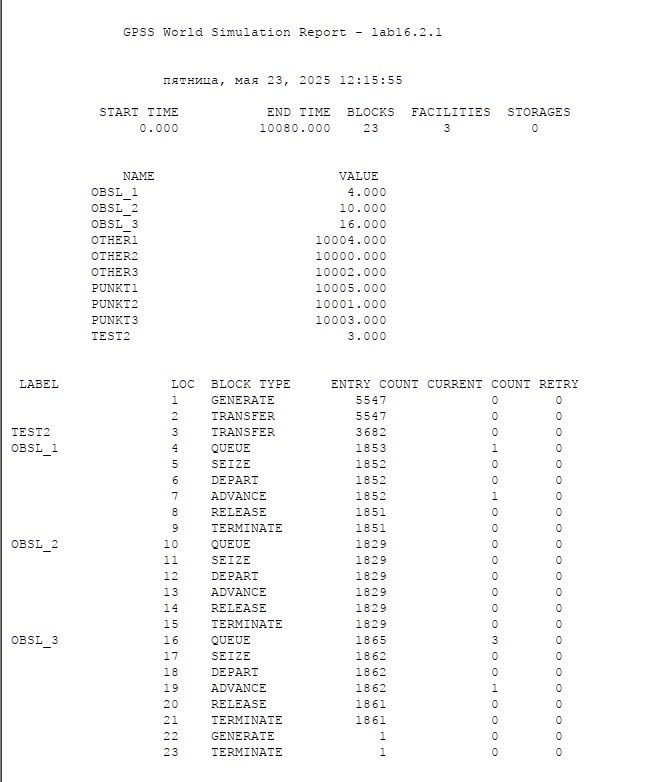 GPSS World Simulation Report - lab16.2.1
пятница, мая 23, 2025 12:15:55
START TIME END TIME BLOCKS FACILITIES STORAGES
0.000 10080.000 23 3 0
NAME VALUE
OBSL_1 4.000
OBSL_2 10.000
OBSL_3 16.000
OTHER1 10004.000
OTHER2 10000.000
OTHER3 10002.000
PUNKT1 10005.000
PUNKT2 10001.000
PUNKT3 10003.000
TEST2 3.000
LABEL LOC BLOCK TYPE ENTRY COUNT CURRENT COUNT RETRY
1 GENERATE 5547 0 0
2 TRANSFER 5547 0 0
TEST2 3 TRANSFER 3682 0 0
OBSL_1 4 QUEUE 1853 1 0
5 SEIZE 1852 0 0
6 DEPART 1852 0 0
7 ADVANCE 1852 1 0
8 RELEASE 1851 0 0
9 TERMINATE 1851 0 0
OBSL_2 10 QUEUE 1829 0 0
11 SEIZE 1829 0 0
12 DEPART 1829 0 0
13 ADVANCE 1829 0 0
14 RELEASE 1829 0 0
15 TERMINATE 1829 0 0
OBSL_3 16 QUEUE 1865 3 0
17 SEIZE 1862 0 0
18 DEPART 1862 0 0
19 ADVANCE 1862 1 0
20 RELEASE 1861 0 0
21 TERMINATE 1861 0 0
22 GENERATE 1 0 0
23 TERMINATE 1 0 0